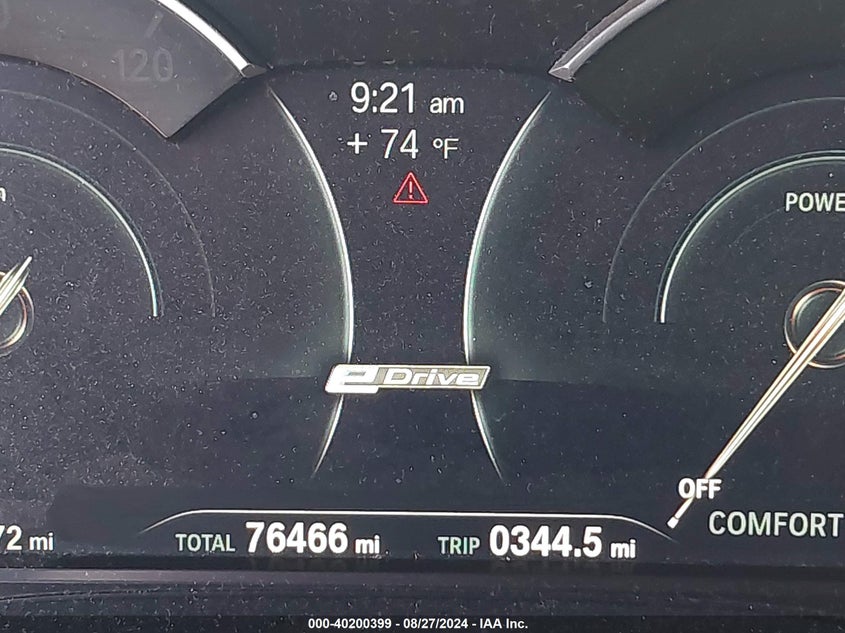 120
9:21 am
+ 74 °F
POWE
eDrive
OFF
COMFORT
72 mi
TOTAL 76466 mi
TRIP 0344.5 mi
000-40200399 - 08/27/2024 - IAA Inc.